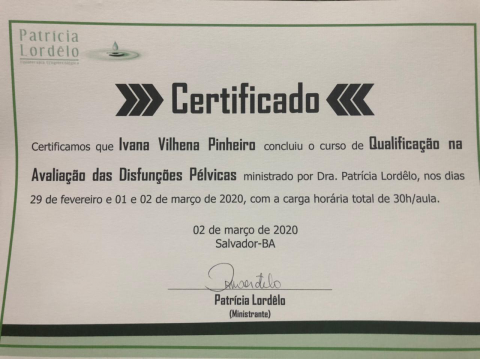 Patrícia
Lordêlo
Certificado
Certificamos que Ivana Vilhena Pinheiro concluiu o curso de Qualificação na
Avaliação das Disfunções Pélvicas ministrado por Dra. Patrícia Lordêlo, nos dias
29 de fevereiro e 01 e 02 de março de 2020, com a carga horária total de 30h/aula.
02 de março de 2020
Salvador-BA
Patrícia Lordêlo
(Ministrante)